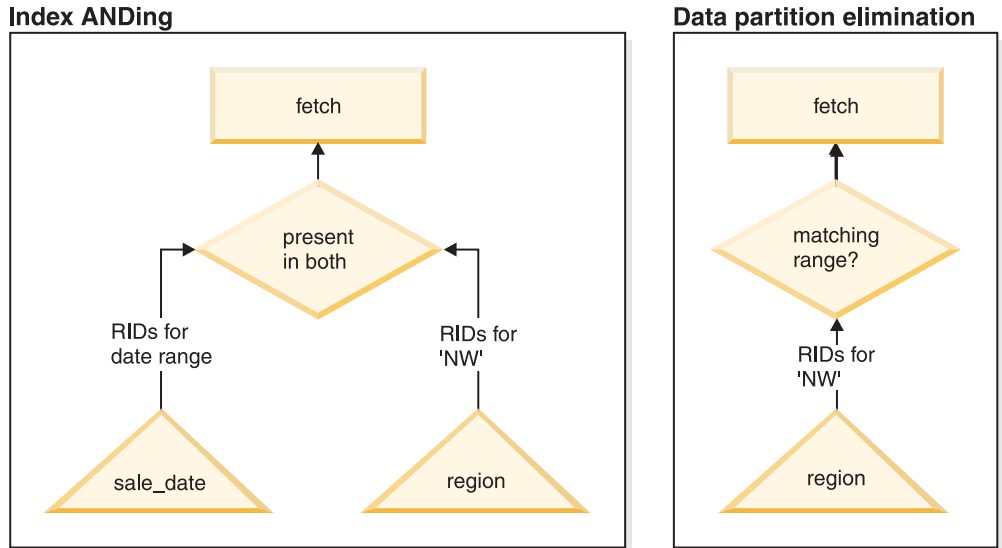 Index ANDing
fetch
present
in both
RIDs for
date range
RIDs for
'NW'
sale_date
region
Data partition elimination
fetch
matching
range?
RIDs for
'NW'
region